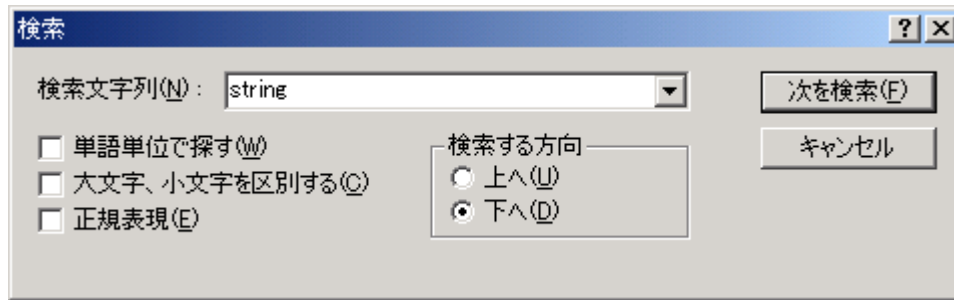 検索
検索文字列(N): string
次を検索(F)
単語単位で探す(W)
大文字、小文字を区別する(C)
正規表現(E)
検索する方向
上へ(U)
下へ(D)
キャンセル